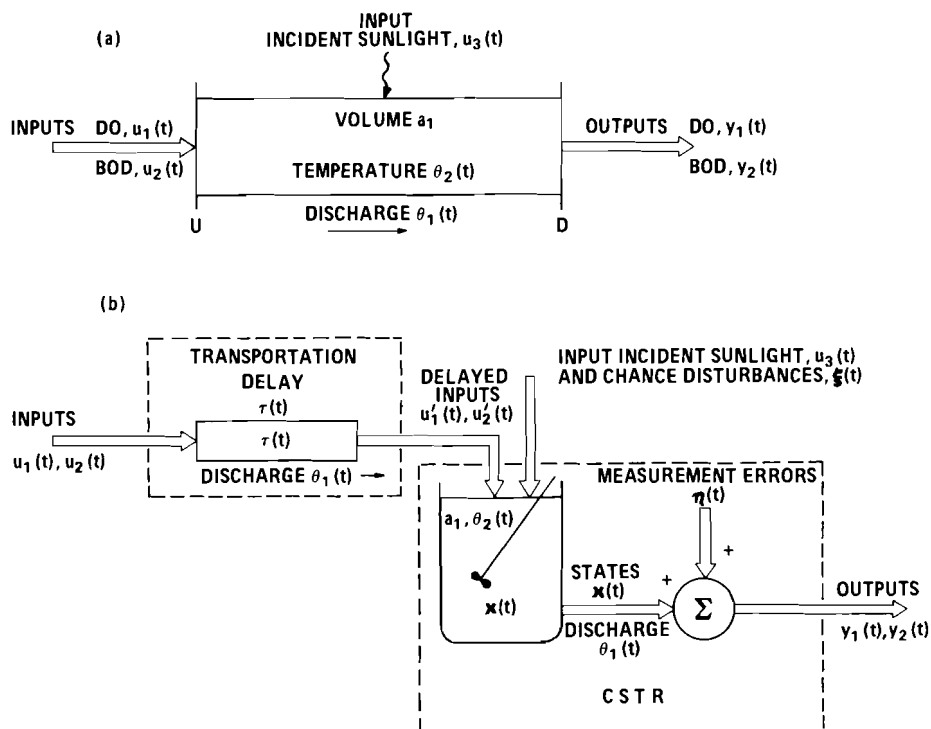 (a)
INPUT
INCIDENT SUNLIGHT, u₃(t)
INPUTS
DO, u₁(t)
BOD, u₂(t)
VOLUME a₁
TEMPERATURE θ₂(t)
OUTPUTS
DO, y₁(t)
BOD, y₂(t)
U
DISCHARGE θ₁(t)
D
(b)
TRANSPORTATION
DELAY
τ(t)
τ(t)
DISCHARGE θ₁(t)
INPUTS
u₁(t), u₂(t)
DELAYED
INPUTS
u₁′(t), u₂′(t)
INPUT INCIDENT SUNLIGHT, u₃(t)
AND CHANCE DISTURBANCES, ξ(t)
MEASUREMENT ERRORS
η(t)
a₁, θ₂(t)
x(t)
STATES
x(t)
DISCHARGE
θ₁(t)
+
+
Σ
OUTPUTS
y₁(t), y₂(t)
CSTR